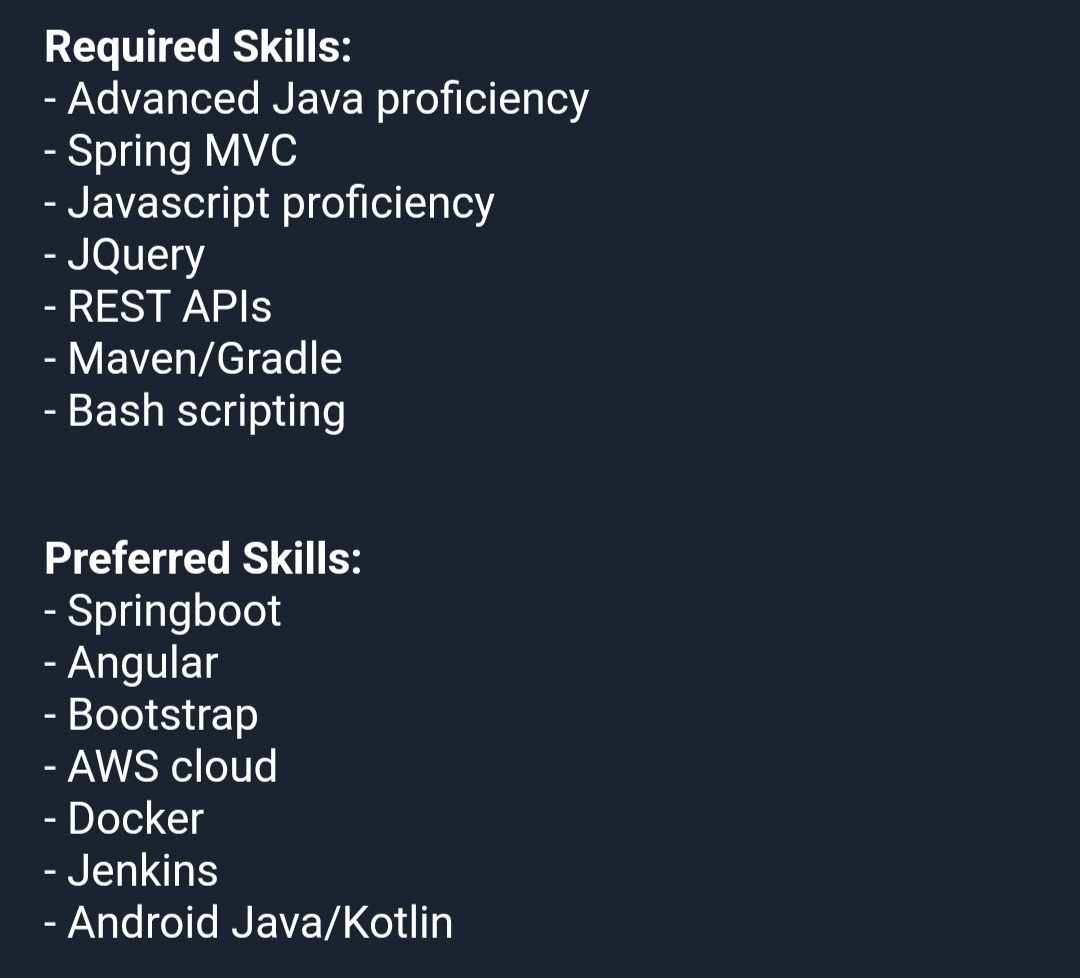 Required Skills:
- Advanced Java proficiency
- Spring MVC
- Javascript proficiency
- JQuery
- REST APIs
- Maven/Gradle
- Bash scripting
Preferred Skills:
- Springboot
- Angular
- Bootstrap
- AWS cloud
- Docker
- Jenkins
- Android Java/Kotlin